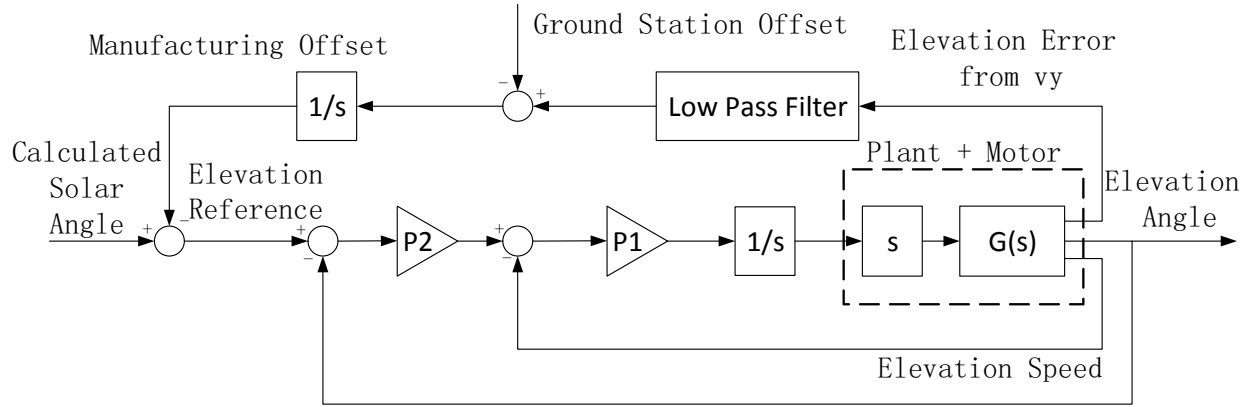 Ground Station Offset
Manufacturing Offset
Elevation Error
from vy
1/s
Low Pass Filter
−
+
Plant + Motor
Calculated
Solar
Angle
Elevation
Reference
Elevation
Angle
+
−
+
−
P2
+
−
P1
1/s
s
G(s)
Elevation Speed